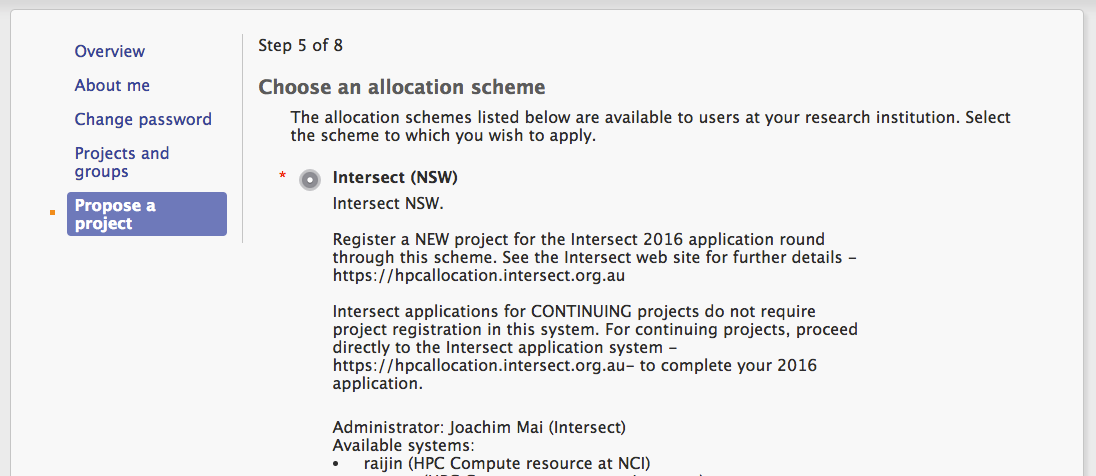 Overview
About me
Change password
Projects and
groups
Propose a
project
Step 5 of 8
Choose an allocation scheme
The allocation schemes listed below are available to users at your research institution. Select
the scheme to which you wish to apply.
* Intersect (NSW)
Intersect NSW.
Register a NEW project for the Intersect 2016 application round
through this scheme. See the Intersect web site for further details –
https://hpcallocation.intersect.org.au
Intersect applications for CONTINUING projects do not require
project registration in this system. For continuing projects, proceed
directly to the Intersect application system –
https://hpcallocation.intersect.org.au– to complete your 2016
application.
Administrator: Joachim Mai (Intersect)
Available systems:
• raijin (HPC Compute resource at NCI)